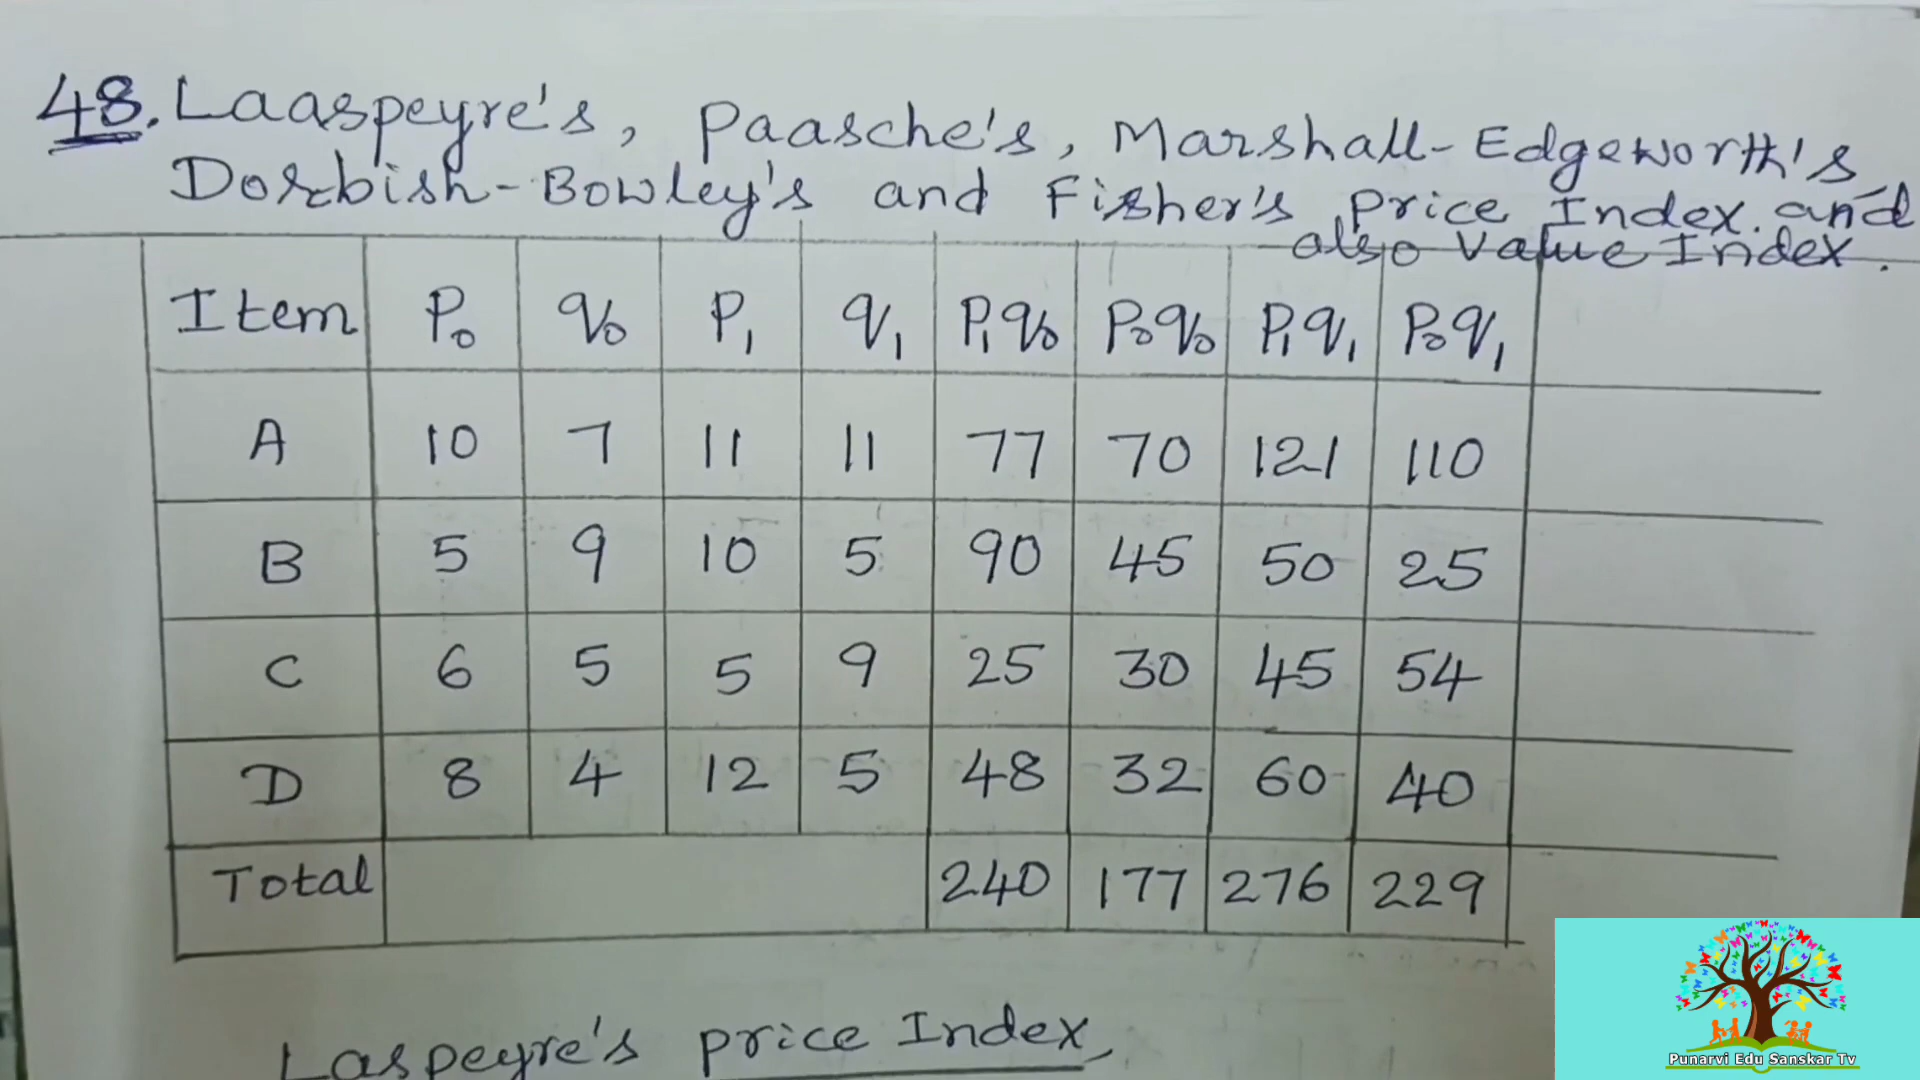 48. Laaspeyre's, Paasche's, Marshall-Edgeworth's,
Dorbish-Bowley's and Fisher's Price Index. and
also Value Index.
Item P₀ q₀ P₁ q₁ P₁q₀ P₀q₀ P₁q₁ P₀q₁
A 10 7 11 11 77 70 121 110
B 5 9 10 5 90 45 50 25
C 6 5 5 9 25 30 45 54
D 8 4 12 5 48 32 60 40
Total 240 177 276 229
Laspeyre's price Index,
Punarvi Edu Sanskar Tv